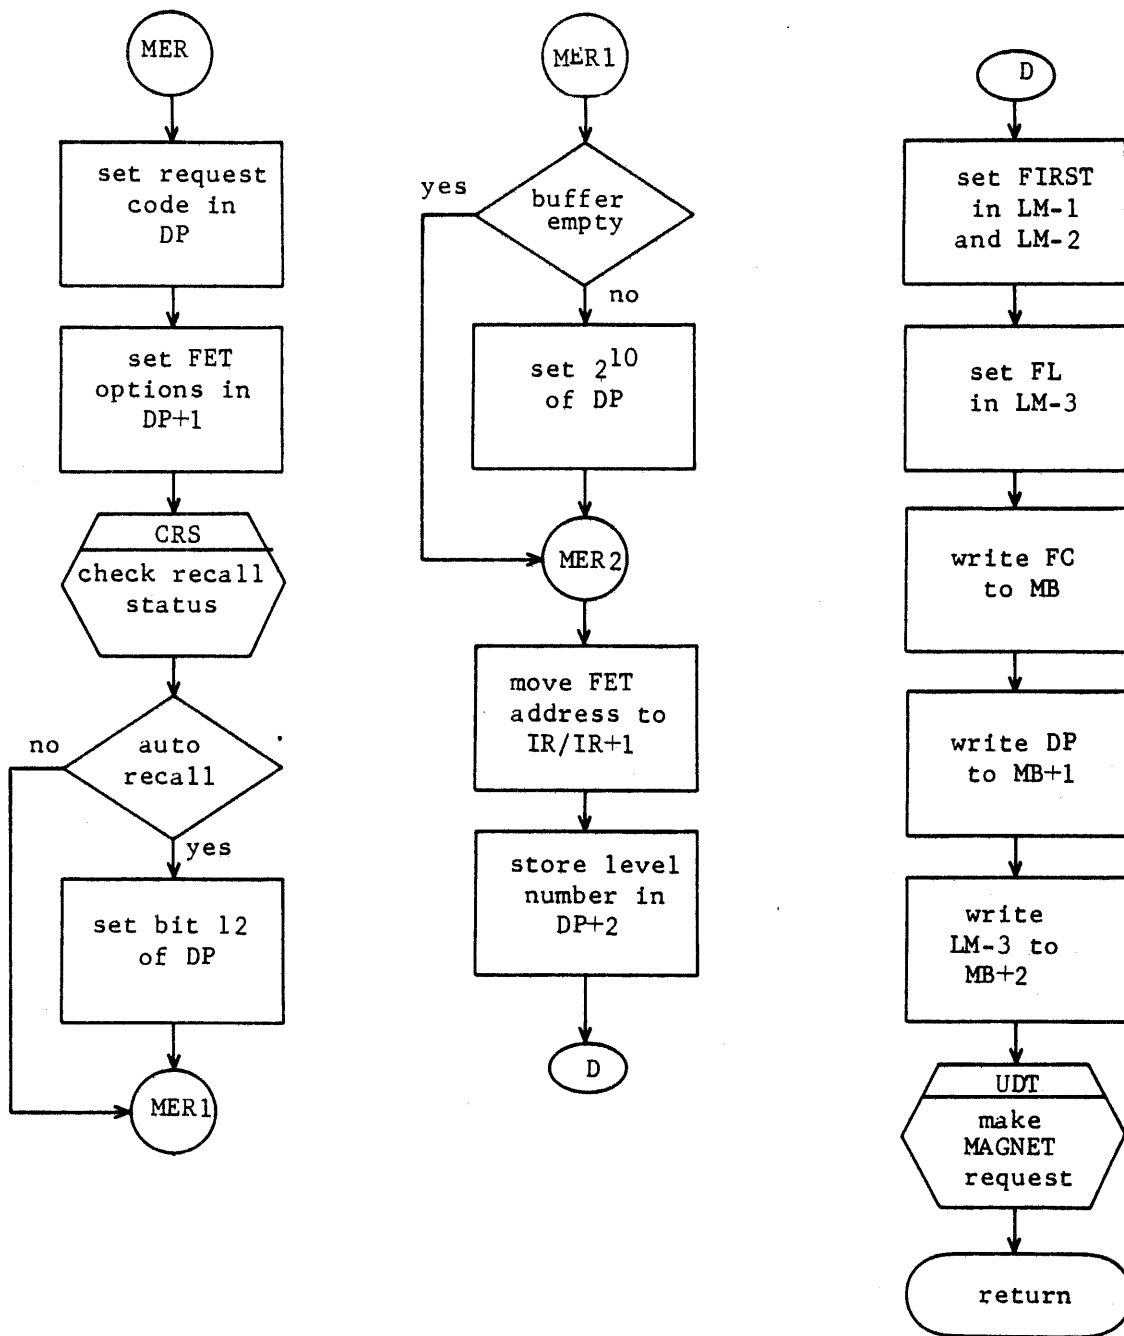 MER
set request
code in
DP
set FET
options in
DP+1
CRS
check recall
status
no
auto
recall
yes
set bit 12
of DP
MER1
MER1
yes
buffer
empty
no
set 2^10
of DP
MER2
move FET
address to
IR/IR+1
store level
number in
DP+2
D
D
set FIRST
in LM-1
and LM-2
set FL
in LM-3
write FC
to MB
write DP
to MB+1
write
LM-3 to
MB+2
UDT
make
MAGNET
request
return